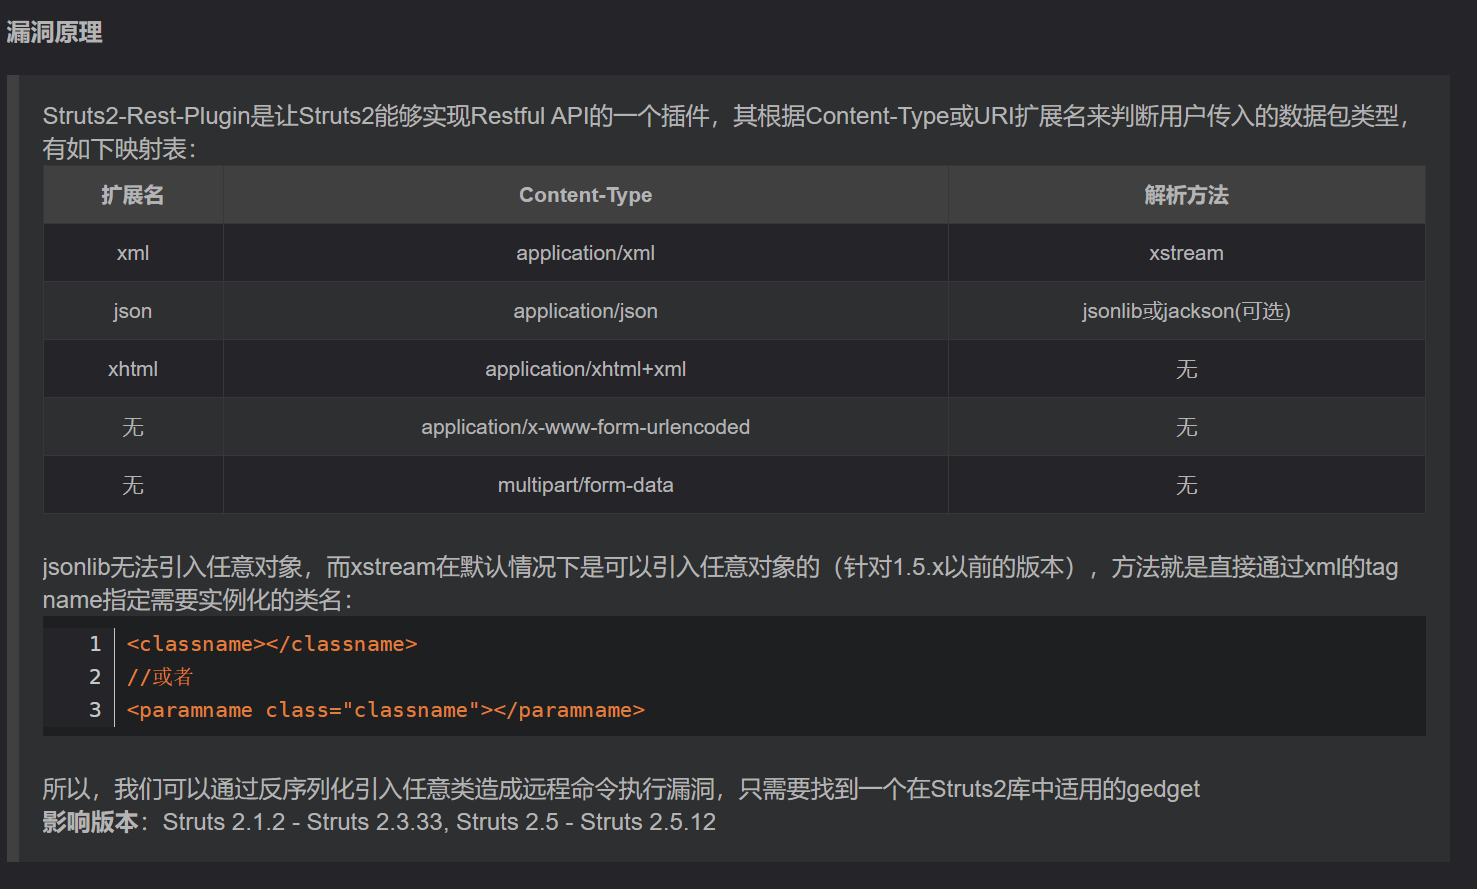 漏洞原理
Struts2-Rest-Plugin是让Struts2能够实现Restful API的一个插件，其根据Content-Type或URI扩展名来判断用户传入的数据包类型，
有如下映射表：
扩展名 Content-Type 解析方法
xml application/xml xstream
json application/json jsonlib或jackson(可选)
xhtml application/xhtml+xml 无
无 application/x-www-form-urlencoded 无
无 multipart/form-data 无
jsonlib无法引入任意对象，而xstream在默认情况下是可以引入任意对象的（针对1.5.x以前的版本），方法就是直接通过xml的tag
name指定需要实例化的类名：
1 <classname></classname>
2 //或者
3 <paramname class="classname"></paramname>
所以，我们可以通过反序列化引入任意类造成远程命令执行漏洞，只需要找到一个在Struts2库中适用的gedget
影响版本：Struts 2.1.2 - Struts 2.3.33, Struts 2.5 - Struts 2.5.12